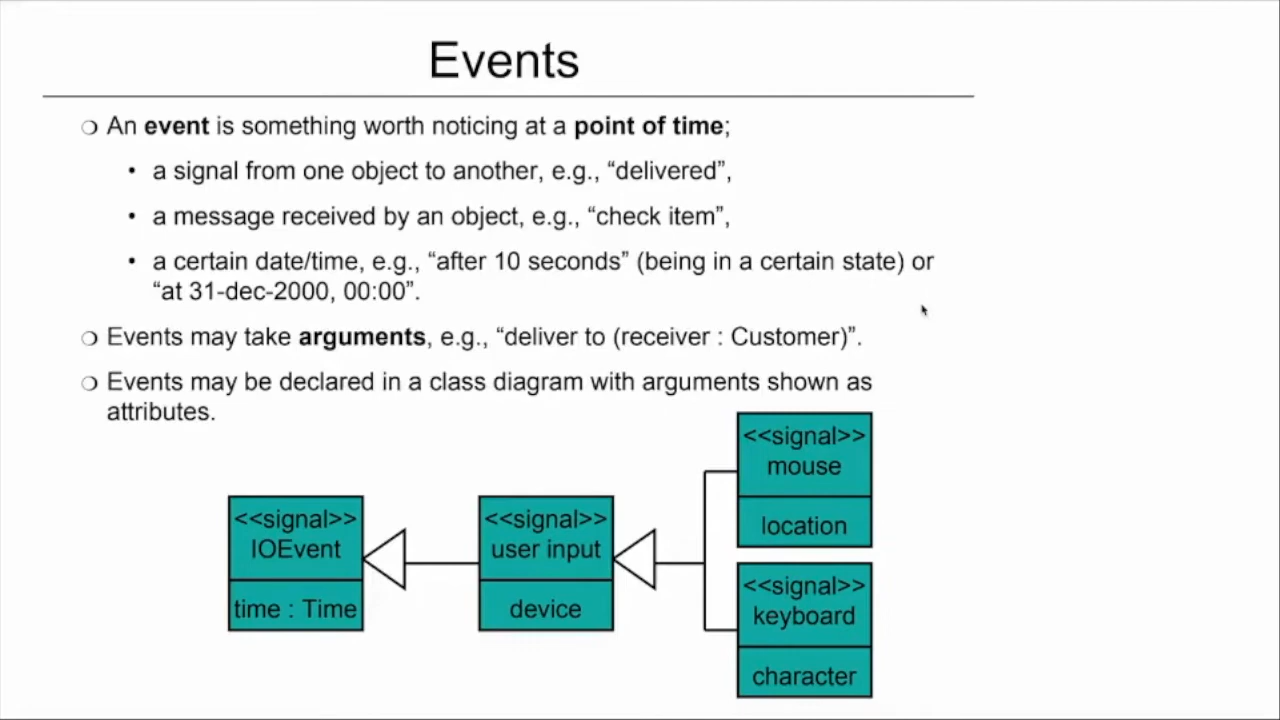 Events
❍ An event is something worth noticing at a point of time;
• a signal from one object to another, e.g., “delivered”,
• a message received by an object, e.g., “check item”,
• a certain date/time, e.g., “after 10 seconds” (being in a certain state) or
“at 31-dec-2000, 00:00”.
❍ Events may take arguments, e.g., “deliver to (receiver : Customer)”.
❍ Events may be declared in a class diagram with arguments shown as
attributes.
<<signal>>
IOEvent
time : Time
<<signal>>
user input
device
<<signal>>
mouse
location
<<signal>>
keyboard
character